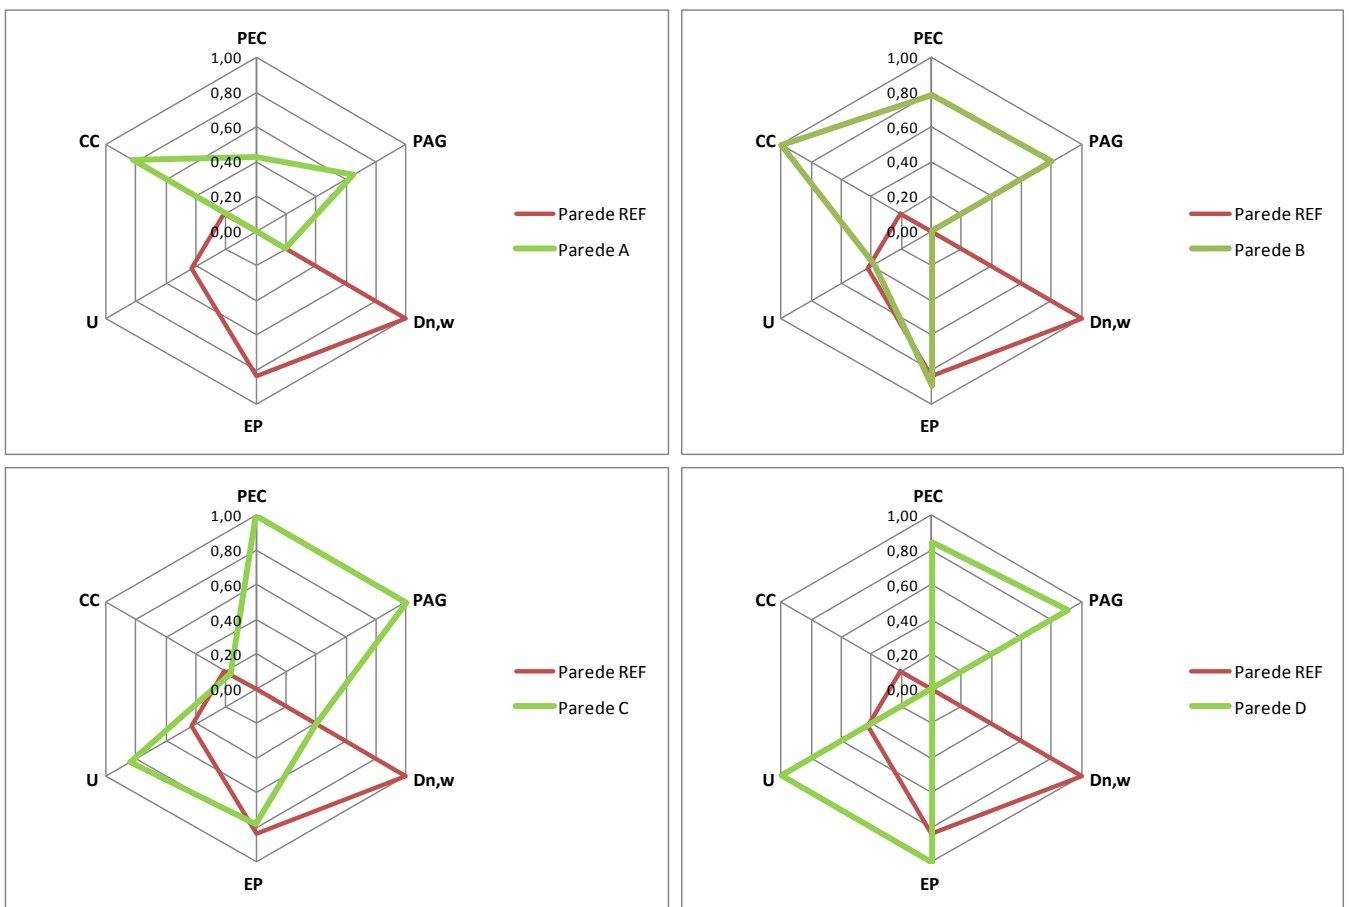 PEC
1,00
0,80
0,60
0,40
0,20
0,00
PAG
Dn,w
EP
U
CC
Parede REF
Parede A
PEC
1,00
0,80
0,60
0,40
0,20
0,00
PAG
Dn,w
EP
U
CC
Parede REF
Parede B
PEC
1,00
0,80
0,60
0,40
0,20
0,00
PAG
Dn,w
EP
U
CC
Parede REF
Parede C
PEC
1,00
0,80
0,60
0,40
0,20
0,00
PAG
Dn,w
EP
U
CC
Parede REF
Parede D